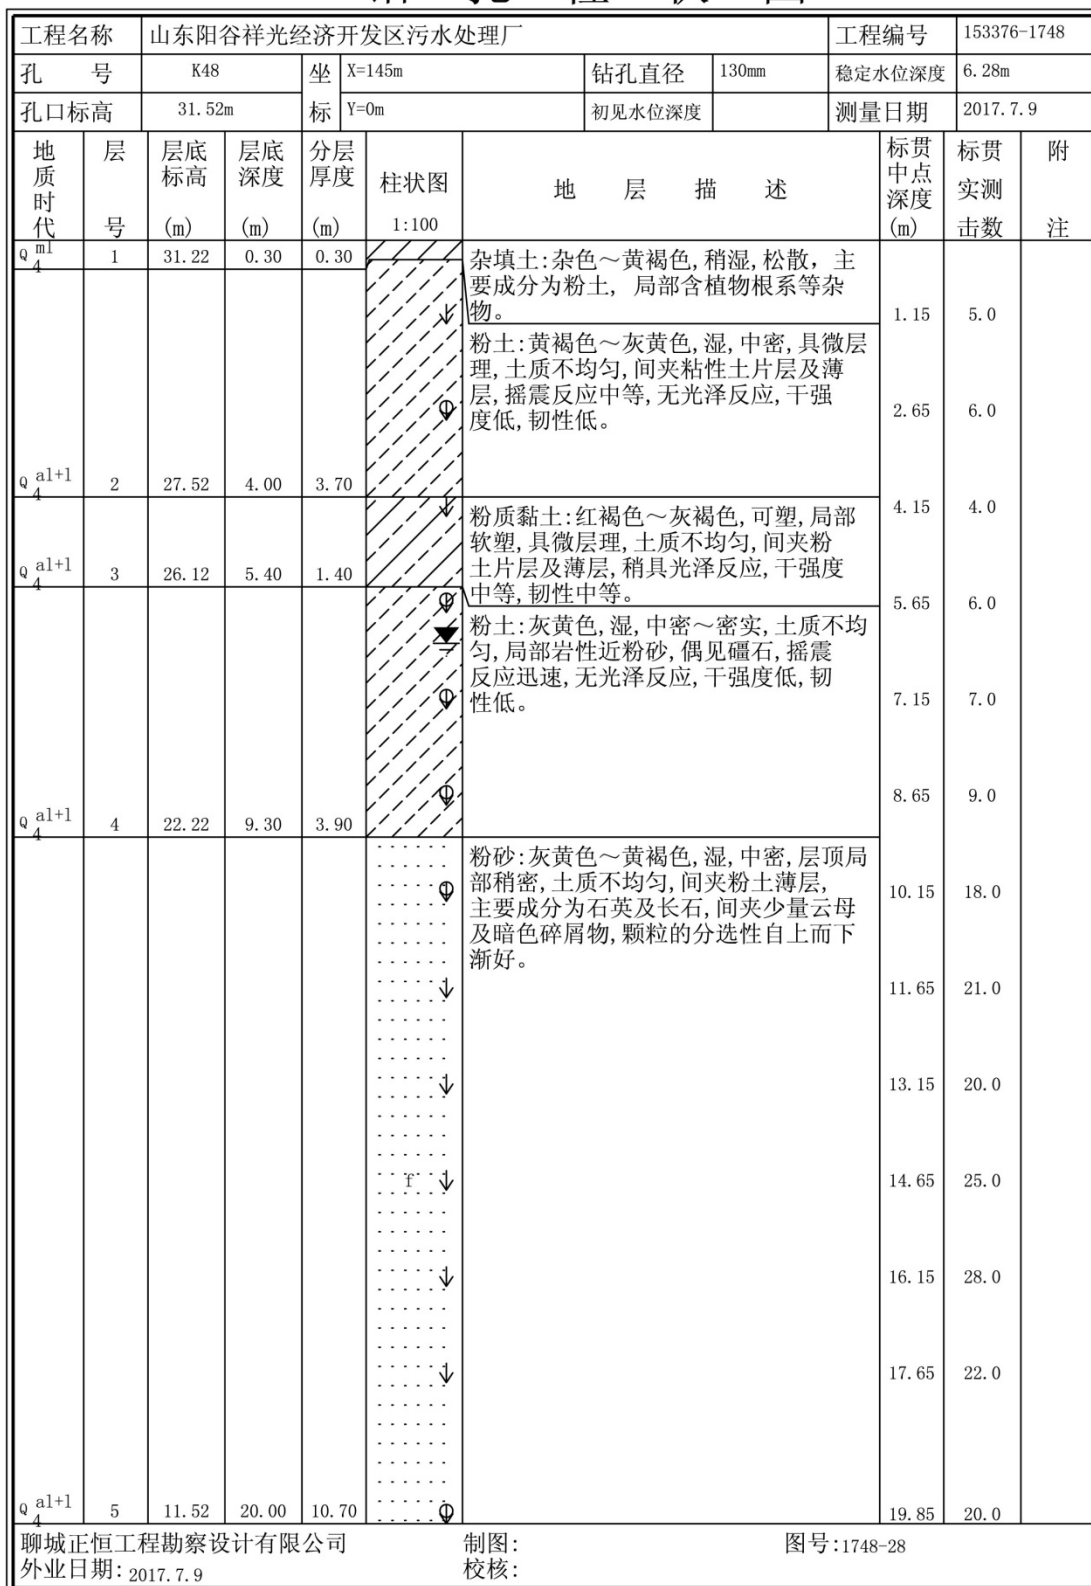 工程名称 山东阳谷祥光经济开发区污水处理厂 工程编号 153376-1748
孔 号 K48 坐 X=145m 钻孔直径 130mm 稳定水位深度 6.28m
孔口标高 31.52m 标 Y=0m 初见水位深度 测量日期 2017.7.9
地质时代 层号 层底标高(m) 层底深度(m) 分层厚度(m) 柱状图 1:100 地 层 描 述 标贯中点深度(m) 标贯实测击数 附注
Q4ml 1 31.22 0.30 0.30
杂填土:杂色～黄褐色,稍湿,松散，主
要成分为粉土, 局部含植物根系等杂
物。
1.15 5.0
粉土:黄褐色～灰黄色,湿,中密,具微层
理,土质不均匀,间夹粘性土片层及薄
层,摇震反应中等,无光泽反应,干强
度低,韧性低。
2.65 6.0
Q4al+l 2 27.52 4.00 3.70
4.15 4.0
粉质黏土:红褐色～灰褐色,可塑,局部
软塑,具微层理,土质不均匀,间夹粉
土片层及薄层,稍具光泽反应,干强度
中等,韧性中等。
Q4al+l 3 26.12 5.40 1.40
5.65 6.0
粉土:灰黄色,湿,中密～密实,土质不均
匀,局部岩性近粉砂,偶见礓石,摇震
反应迅速,无光泽反应,干强度低,韧
性低。
7.15 7.0
8.65 9.0
Q4al+l 4 22.22 9.30 3.90
粉砂:灰黄色～黄褐色,湿,中密,层顶局
部稍密,土质不均匀,间夹粉土薄层,
主要成分为石英及长石,间夹少量云母
及暗色碎屑物,颗粒的分选性自上而下
渐好。
10.15 18.0
11.65 21.0
13.15 20.0
f 14.65 25.0
16.15 28.0
17.65 22.0
Q4al+l 5 11.52 20.00 10.70 19.85 20.0
聊城正恒工程勘察设计有限公司 制图: 图号:1748-28
外业日期: 2017.7.9 校核: